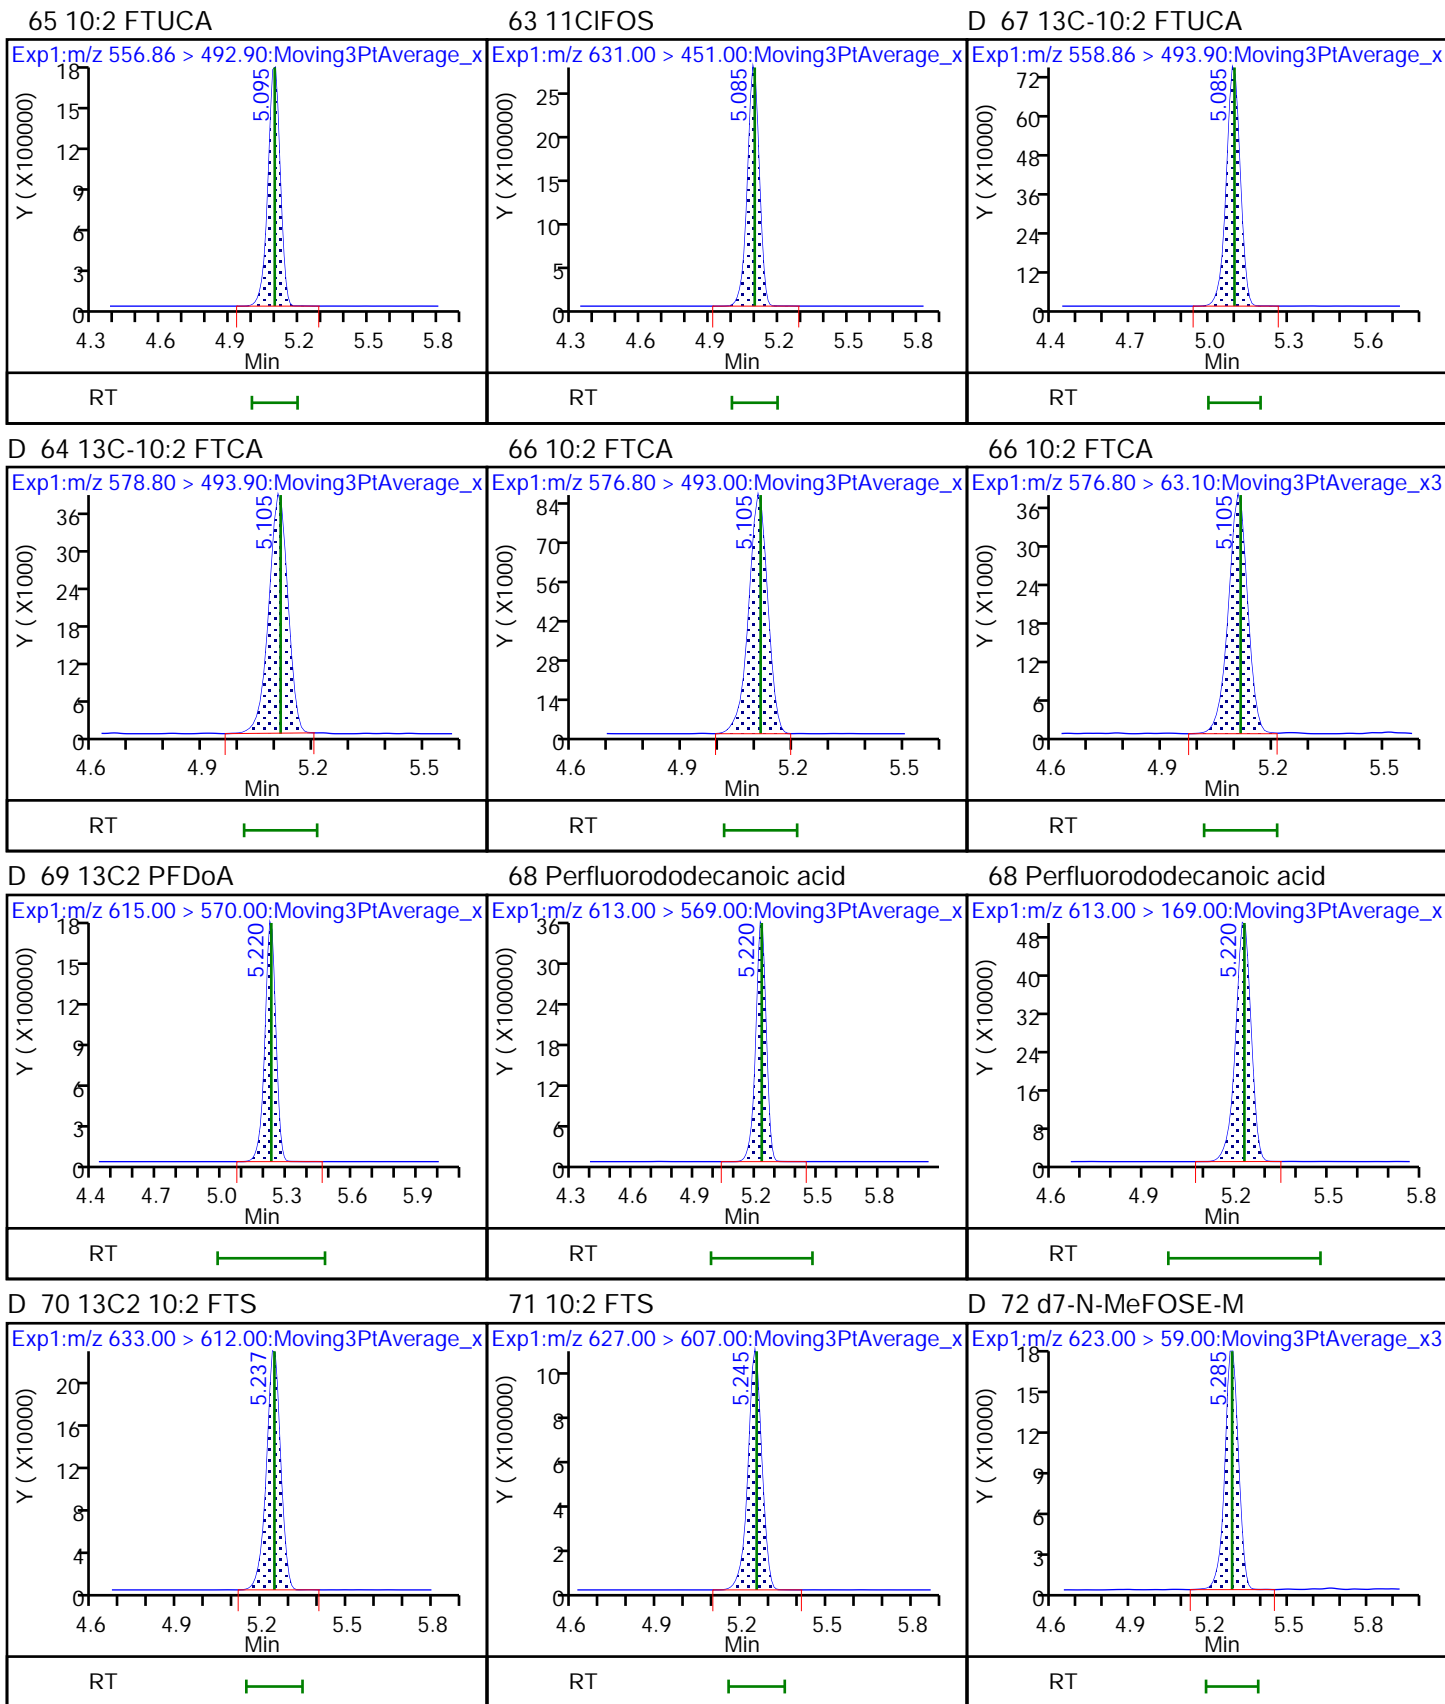 65 10:2 FTUCA
Exp1:m/z 556.86 > 492.90:Moving3PtAverage_x
5.095
Y ( X100000)
18
15
12
9
6
3
0
4.3 4.6 4.9 5.2 5.5 5.8
Min
RT
63 11ClFOS
Exp1:m/z 631.00 > 451.00:Moving3PtAverage_x
5.085
Y ( X100000)
25
20
15
10
5
0
4.3 4.6 4.9 5.2 5.5 5.8
Min
RT
D 67 13C-10:2 FTUCA
Exp1:m/z 558.86 > 493.90:Moving3PtAverage_x
5.085
Y ( X10000)
72
60
48
36
24
12
0
4.4 4.7 5.0 5.3 5.6
Min
RT
D 64 13C-10:2 FTCA
Exp1:m/z 578.80 > 493.90:Moving3PtAverage_x
5.105
Y ( X1000)
36
30
24
18
12
6
0
4.6 4.9 5.2 5.5
Min
RT
66 10:2 FTCA
Exp1:m/z 576.80 > 493.00:Moving3PtAverage_x
5.105
Y ( X1000)
84
70
56
42
28
14
0
4.6 4.9 5.2 5.5
Min
RT
66 10:2 FTCA
Exp1:m/z 576.80 > 63.10:Moving3PtAverage_x3
5.105
Y ( X1000)
36
30
24
18
12
6
0
4.6 4.9 5.2 5.5
Min
RT
D 69 13C2 PFDoA
Exp1:m/z 615.00 > 570.00:Moving3PtAverage_x
5.220
Y ( X100000)
18
15
12
9
6
3
0
4.4 4.7 5.0 5.3 5.6 5.9
Min
RT
68 Perfluorododecanoic acid
Exp1:m/z 613.00 > 569.00:Moving3PtAverage_x
5.220
Y ( X100000)
36
30
24
18
12
6
0
4.3 4.6 4.9 5.2 5.5 5.8
Min
RT
68 Perfluorododecanoic acid
Exp1:m/z 613.00 > 169.00:Moving3PtAverage_x
5.220
Y ( X10000)
48
40
32
24
16
8
0
4.6 4.9 5.2 5.5 5.8
Min
RT
D 70 13C2 10:2 FTS
Exp1:m/z 633.00 > 612.00:Moving3PtAverage_x
5.237
Y ( X10000)
20
16
12
8
4
0
4.6 4.9 5.2 5.5 5.8
Min
RT
71 10:2 FTS
Exp1:m/z 627.00 > 607.00:Moving3PtAverage_x
5.245
Y ( X100000)
10
8
6
4
2
0
4.6 4.9 5.2 5.5 5.8
Min
RT
D 72 d7-N-MeFOSE-M
Exp1:m/z 623.00 > 59.00:Moving3PtAverage_x3
5.285
Y ( X10000)
18
15
12
9
6
3
0
4.6 4.9 5.2 5.5 5.8
Min
RT